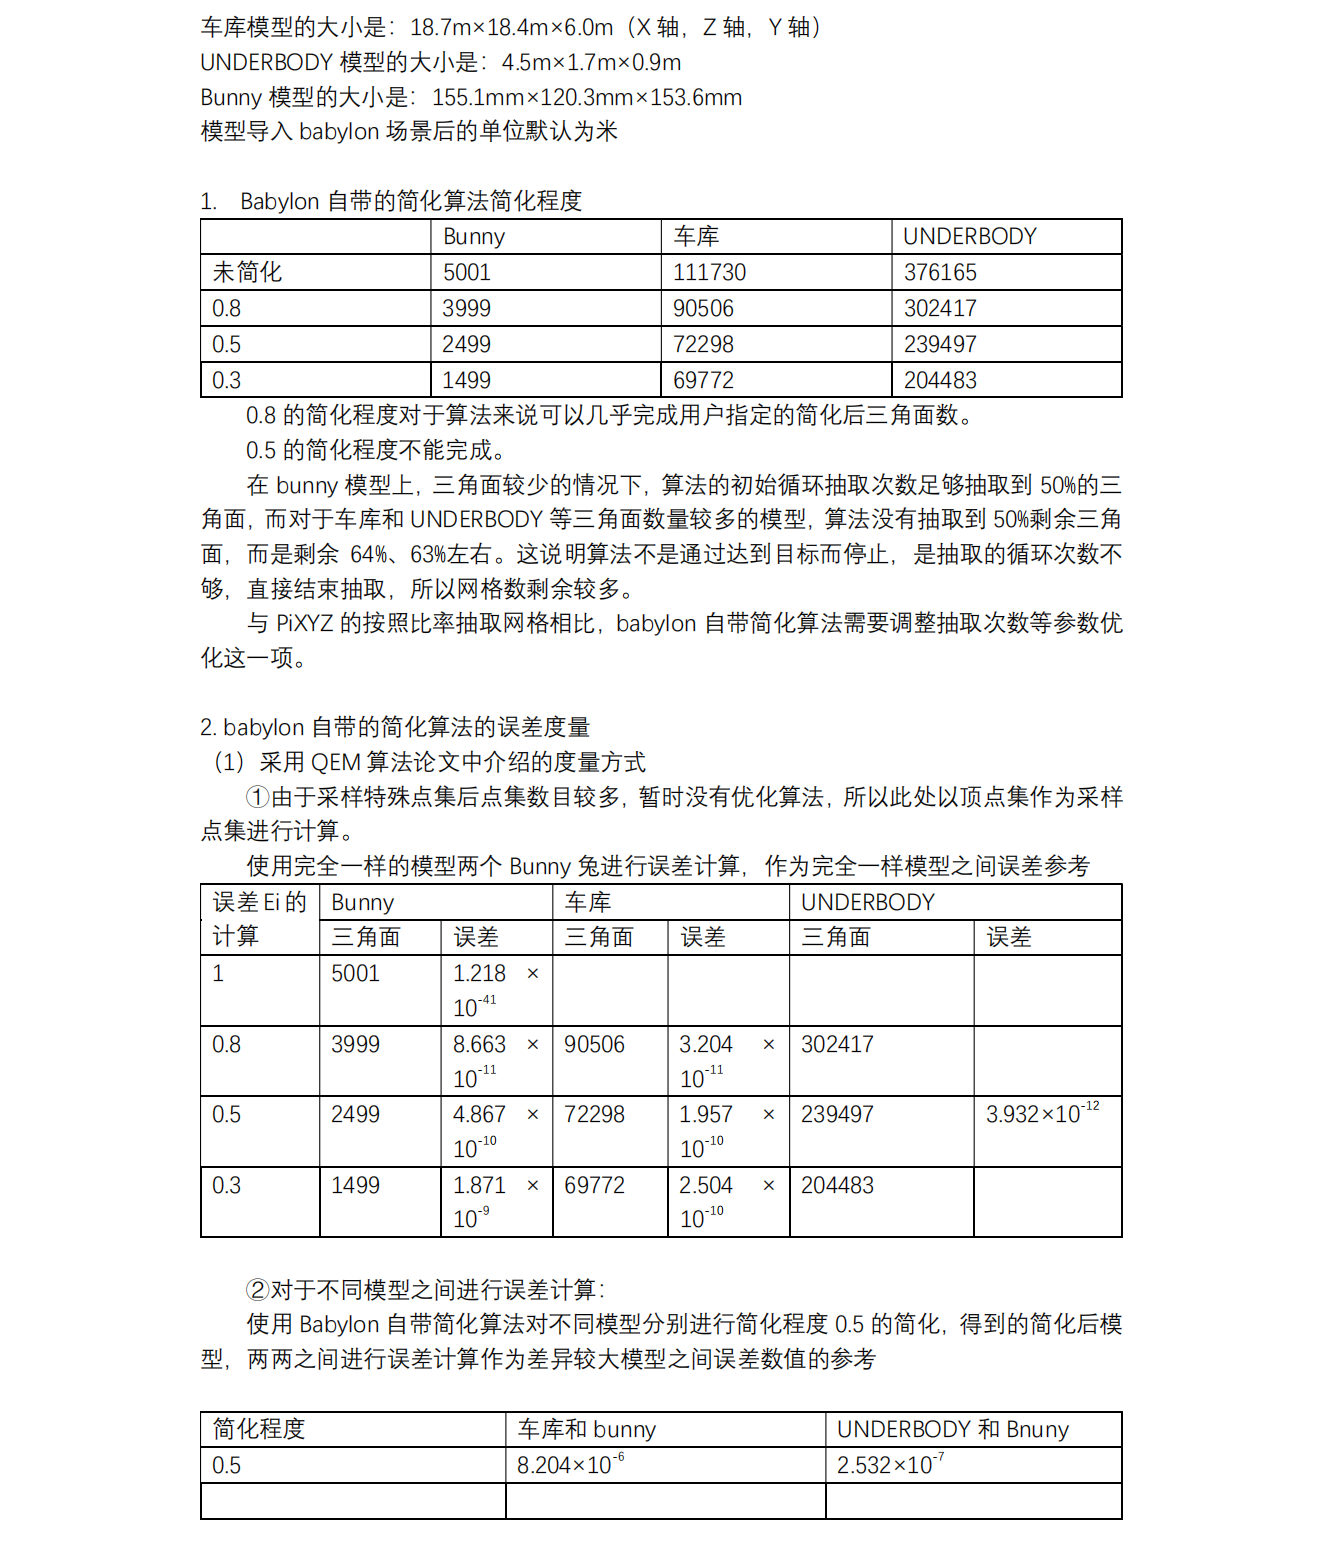 车库模型的大小是：18.7m×18.4m×6.0m（X 轴，Z 轴，Y 轴）
UNDERBODY 模型的大小是：4.5m×1.7m×0.9m
Bunny 模型的大小是：155.1mm×120.3mm×153.6mm
模型导入 babylon 场景后的单位默认为米
1. Babylon 自带的简化算法简化程度
Bunny 车库 UNDERBODY
未简化 5001 111730 376165
0.8 3999 90506 302417
0.5 2499 72298 239497
0.3 1499 69772 204483
0.8 的简化程度对于算法来说可以几乎完成用户指定的简化后三角面数。
0.5 的简化程度不能完成。
在 bunny 模型上，三角面较少的情况下，算法的初始循环抽取次数足够抽取到 50%的三
角面，而对于车库和 UNDERBODY 等三角面数量较多的模型，算法没有抽取到 50%剩余三角
面，而是剩余 64%、63%左右。这说明算法不是通过达到目标而停止，是抽取的循环次数不
够，直接结束抽取，所以网格数剩余较多。
与 PiXYZ 的按照比率抽取网格相比，babylon 自带简化算法需要调整抽取次数等参数优
化这一项。
2. babylon 自带的简化算法的误差度量
（1）采用 QEM 算法论文中介绍的度量方式
①由于采样特殊点集后点集数目较多，暂时没有优化算法，所以此处以顶点集作为采样
点集进行计算。
使用完全一样的模型两个 Bunny 兔进行误差计算，作为完全一样模型之间误差参考
误差 Ei 的 Bunny 车库 UNDERBODY
计算 三角面 误差 三角面 误差 三角面 误差
1 5001 1.218 ×
10⁻⁴¹
0.8 3999 8.663 × 90506 3.204 × 302417
10⁻¹¹ 10⁻¹¹
0.5 2499 4.867 × 72298 1.957 × 239497 3.932×10⁻¹²
10⁻¹⁰ 10⁻¹⁰
0.3 1499 1.871 × 69772 2.504 × 204483
10⁻⁹ 10⁻¹⁰
②对于不同模型之间进行误差计算：
使用 Babylon 自带简化算法对不同模型分别进行简化程度 0.5 的简化，得到的简化后模
型，两两之间进行误差计算作为差异较大模型之间误差数值的参考
简化程度 车库和 bunny UNDERBODY 和 Bnuny
0.5 8.204×10⁻⁶ 2.532×10⁻⁷